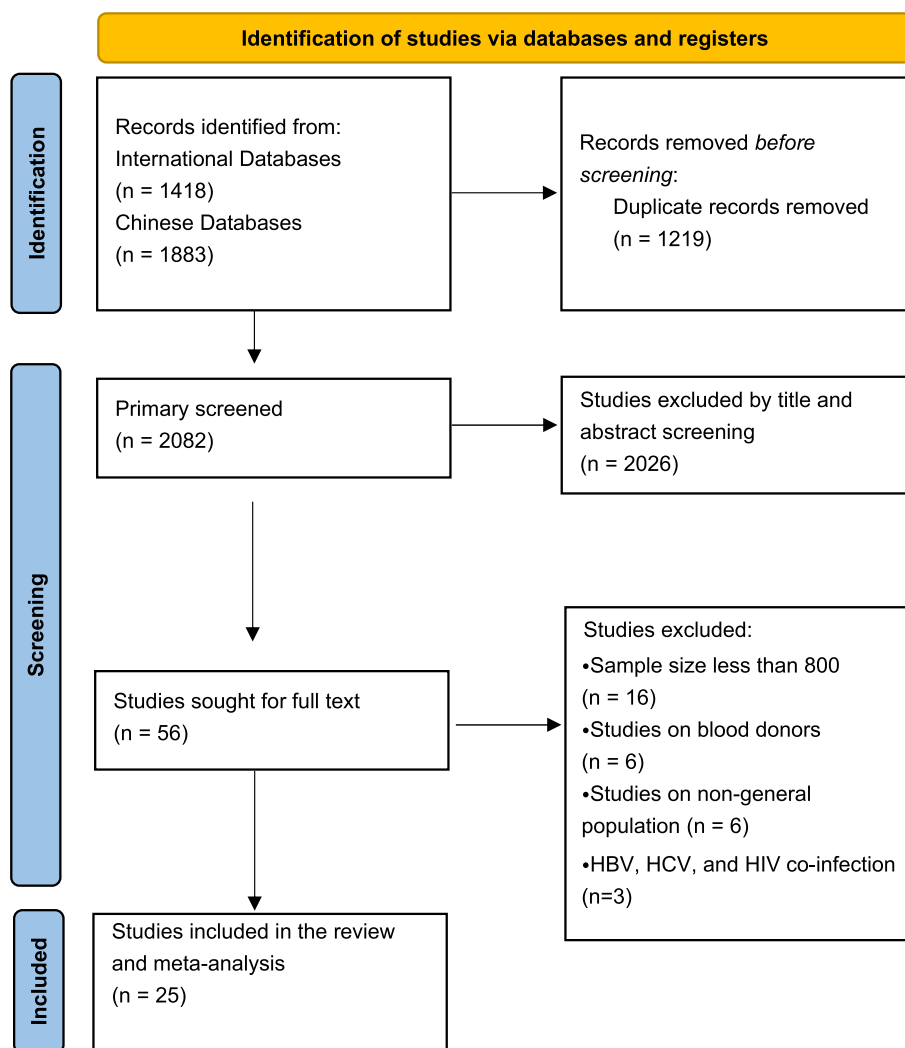 Identification of studies via databases and registers
Identification
Records identified from:
International Databases
(n = 1418)
Chinese Databases
(n = 1883)
Records removed before
screening:
Duplicate records removed
(n = 1219)
Screening
Primary screened
(n = 2082)
Studies excluded by title and
abstract screening
(n = 2026)
Studies sought for full text
(n = 56)
Studies excluded:
•Sample size less than 800
(n = 16)
•Studies on blood donors
(n = 6)
•Studies on non-general
population (n = 6)
•HBV, HCV, and HIV co-infection
(n=3)
Included
Studies included in the review
and meta-analysis
(n = 25)